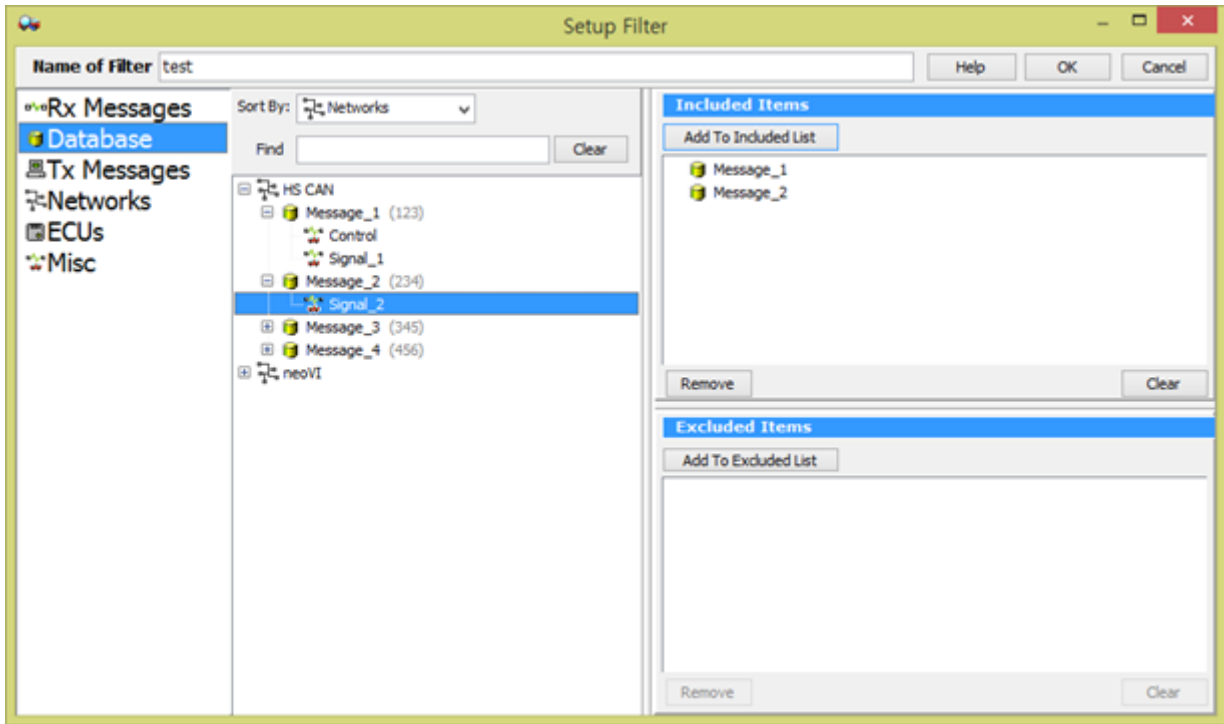 Setup Filter
Name of Filter test Help OK Cancel
Rx Messages
Database
Tx Messages
Networks
ECUs
Misc
Sort By: Networks
Find Clear
HS CAN
Message_1 (123)
Control
Signal_1
Message_2 (234)
Signal_2
Message_3 (345)
Message_4 (456)
neoVI
Included Items
Add To Included List
Message_1
Message_2
Remove Clear
Excluded Items
Add To Excluded List
Remove Clear